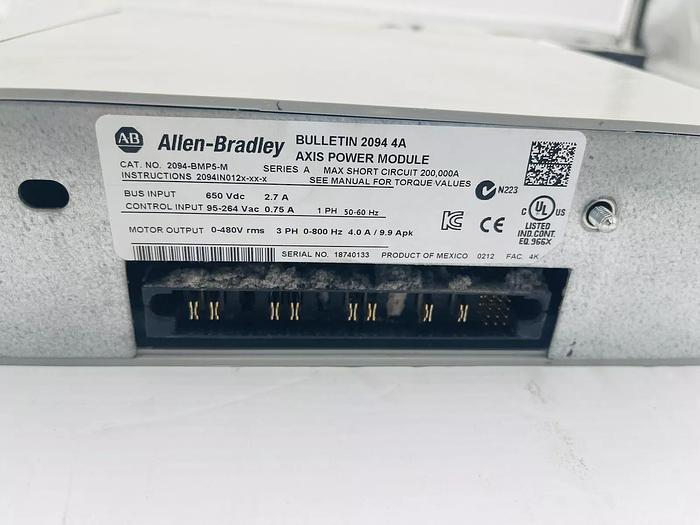 AB Allen-Bradley BULLETIN 2094 4A
AXIS POWER MODULE
CAT. NO. 2094-BMP5-M SERIES A MAX SHORT CIRCUIT 200,000A
INSTRUCTIONS 2094IN012x-xx-x SEE MANUAL FOR TORQUE VALUES
BUS INPUT 650 Vdc 2.7 A
CONTROL INPUT 95-264 Vac 0.75 A 1 PH 50-60 Hz
MOTOR OUTPUT 0-480V rms 3 PH 0-800 Hz 4.0 A / 9.9 Apk
N223
KC CE
C UL US
LISTED
IND.CONT.
EQ.966X
SERIAL NO. 18740133 PRODUCT OF MEXICO 0212 FAC. 4K